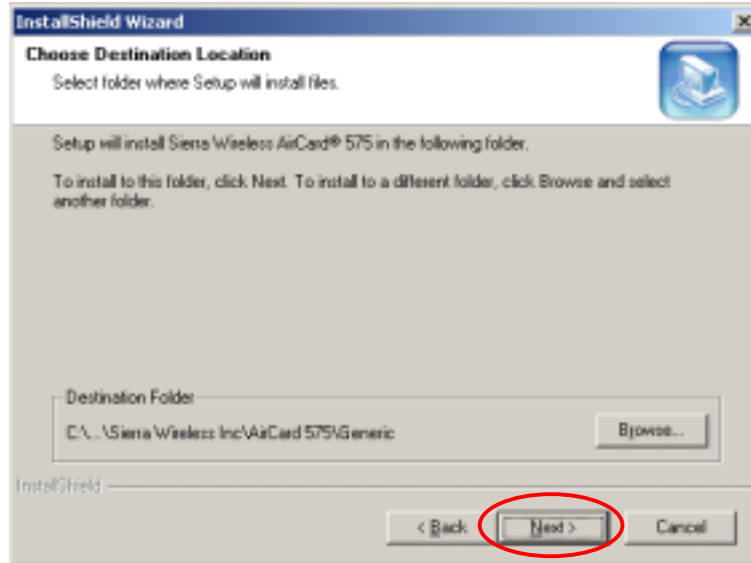 InstallShield Wizard
Choose Destination Location
Select folder where Setup will install files.
Setup will install Sierra Wireless AirCard® 575 in the following folder.
To install to this folder, click Next. To install to a different folder, click Browse and select
another folder.
Destination Folder
C:\...\Sierra Wireless Inc\AirCard 575\Generic
Browse...
InstallShield
< Back
Next >
Cancel